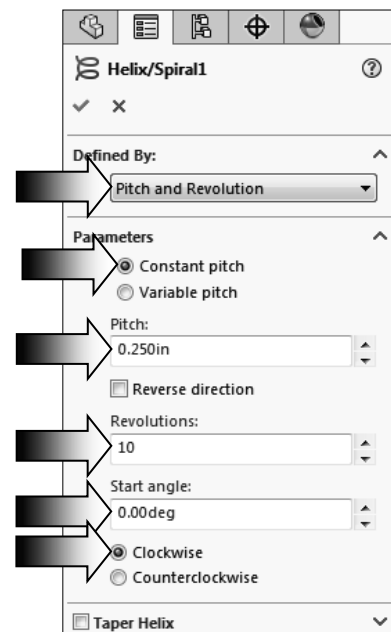 Helix/Spiral1
Defined By:
Pitch and Revolution
Parameters
Constant pitch
Variable pitch
Pitch:
0.250in
Reverse direction
Revolutions:
10
Start angle:
0.00deg
Clockwise
Counterclockwise
Taper Helix